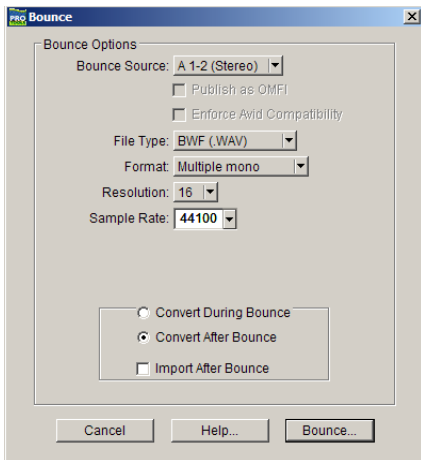 PRO Bounce
Bounce Options
Bounce Source: A 1-2 (Stereo)
Publish as OMFI
Enforce Avid Compatibility
File Type: BWF (.WAV)
Format: Multiple mono
Resolution: 16
Sample Rate: 44100
Convert During Bounce
Convert After Bounce
Import After Bounce
Cancel Help... Bounce...